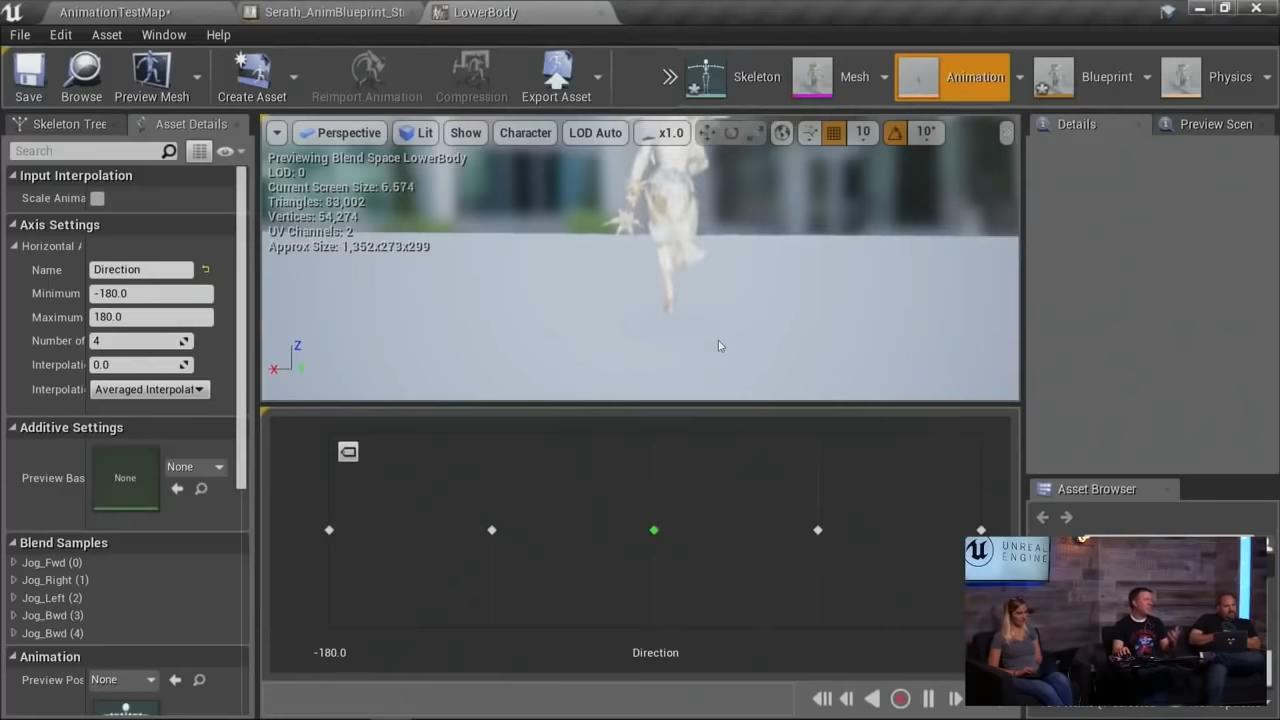 AnimationTestMap*
Serath_AnimBlueprint_St
LowerBody
File Edit Asset Window Help
Save
Browse
Preview Mesh
Create Asset
Reimport Animation
Compression
Export Asset
Skeleton
Mesh
Animation
Blueprint
Physics
Skeleton Tree
Asset Details
Search
Perspective
Lit
Show
Character
LOD Auto
x1.0
10
10°
Details
Preview Scen
Previewing Blend Space LowerBody
LOD: 0
Current Screen Size: 6.574
Triangles: 83,002
Vertices: 54,274
UV Channels: 2
Approx Size: 1,352x273x299
Input Interpolation
Scale Anima
Axis Settings
Horizontal A
Name Direction
Minimum -180.0
Maximum 180.0
Number of 4
Interpolati 0.0
Interpolati Averaged Interpolat
Z
X
Additive Settings
Preview Bas
None
None
Blend Samples
Jog_Fwd (0)
Jog_Right (1)
Jog_Left (2)
Jog_Bwd (3)
Jog_Bwd (4)
Animation
Preview Pos None
-180.0
Direction
Asset Browser
UNREAL
ENGINE